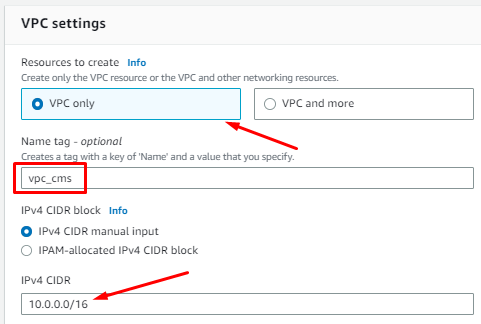 VPC settings
Resources to create Info
Create only the VPC resource or the VPC and other networking resources.
VPC only
VPC and more
Name tag - optional
Creates a tag with a key of 'Name' and a value that you specify.
vpc_cms
IPv4 CIDR block Info
IPv4 CIDR manual input
IPAM-allocated IPv4 CIDR block
IPv4 CIDR
10.0.0.0/16